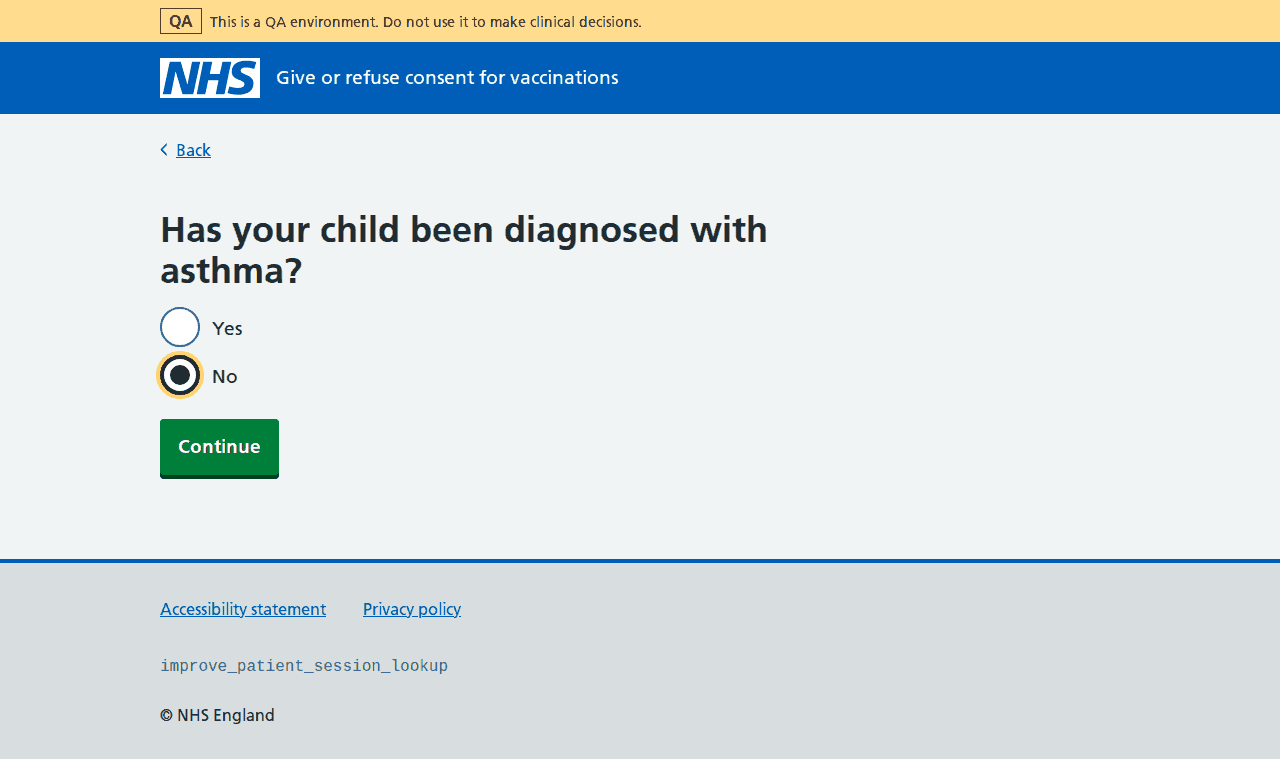 QA This is a QA environment. Do not use it to make clinical decisions.
NHS Give or refuse consent for vaccinations
Back
Has your child been diagnosed with
asthma?
Yes
No
Continue
Accessibility statement Privacy policy
improve_patient_session_lookup
© NHS England